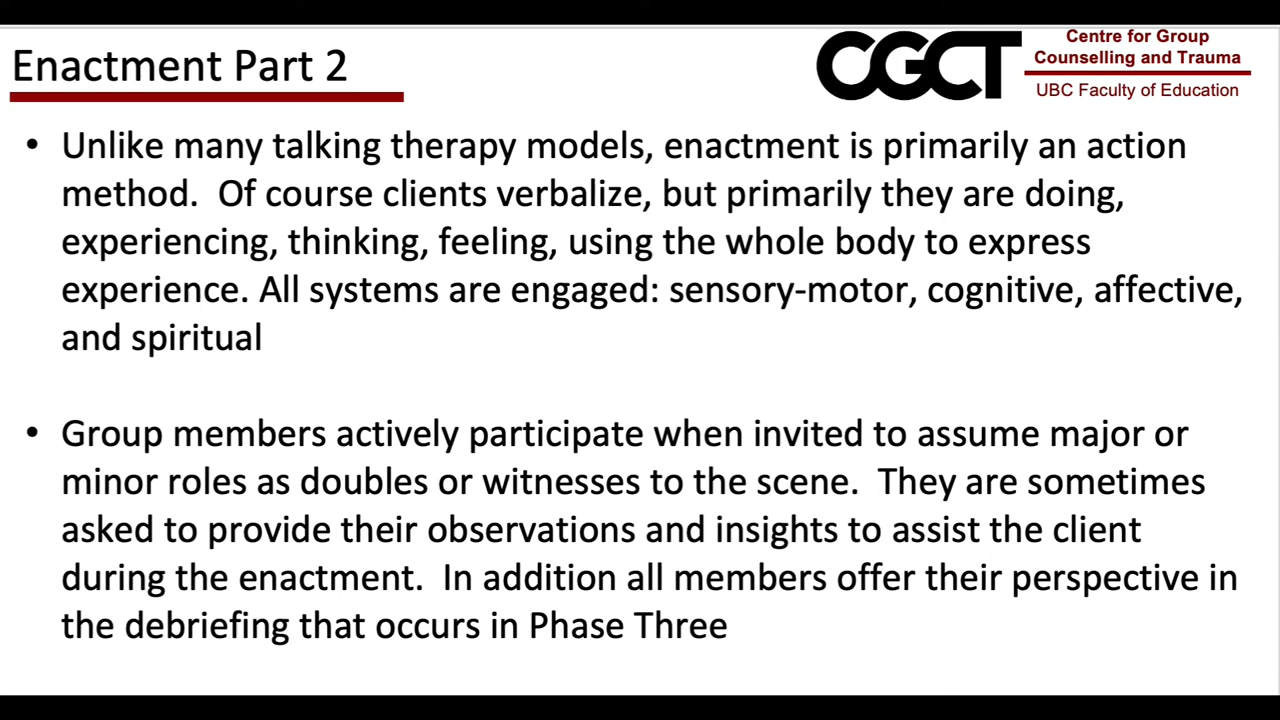 Enactment Part 2
CGCT
Centre for Group
Counselling and Trauma
UBC Faculty of Education
• Unlike many talking therapy models, enactment is primarily an action
method.  Of course clients verbalize, but primarily they are doing,
experiencing, thinking, feeling, using the whole body to express
experience. All systems are engaged: sensory-motor, cognitive, affective,
and spiritual
• Group members actively participate when invited to assume major or
minor roles as doubles or witnesses to the scene.  They are sometimes
asked to provide their observations and insights to assist the client
during the enactment.  In addition all members offer their perspective in
the debriefing that occurs in Phase Three